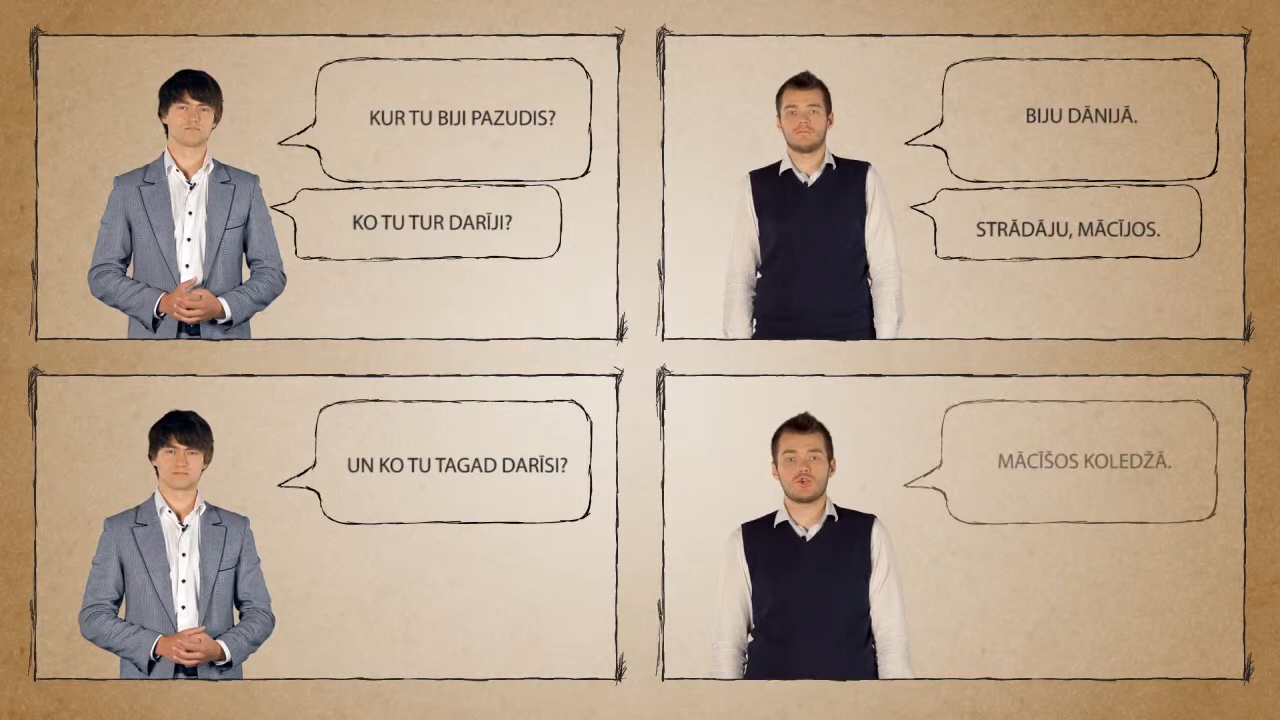 KUR TU BIJI PAZUDIS?
KO TU TUR DARĪJI?
BIJU DĀNIJĀ.
STRĀDĀJU, MĀCĪJOS.
UN KO TU TAGAD DARĪSI?
MĀCĪŠOS KOLEDŽĀ.